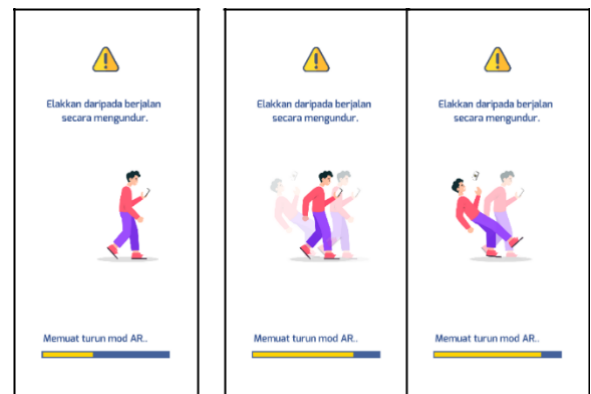 Elakkan daripada berjalan
secara mengundur.
Memuat turun mod AR..
Elakkan daripada berjalan
secara mengundur.
Memuat turun mod AR..
Elakkan daripada berjalan
secara mengundur.
Memuat turun mod AR..